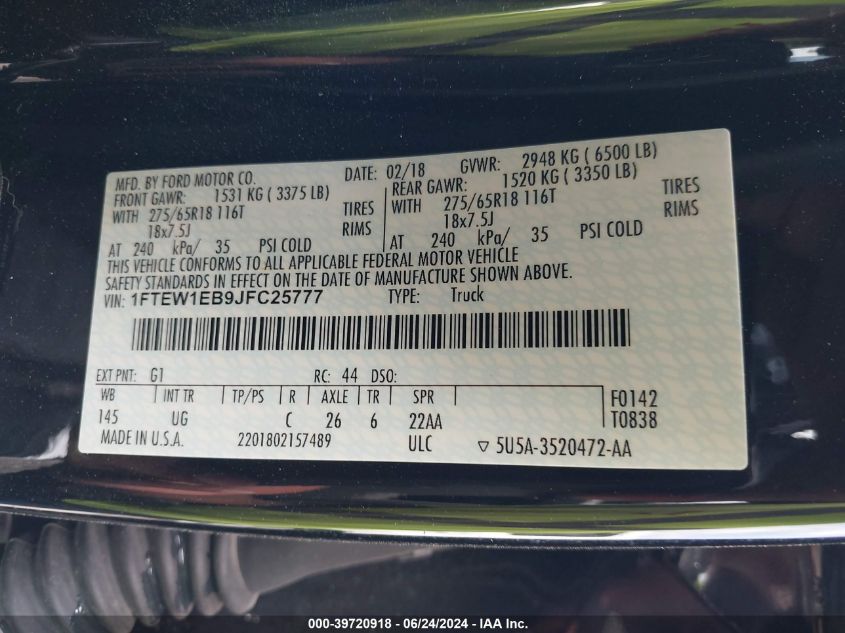 MFD. BY FORD MOTOR CO. DATE: 02/18 GVWR: 2948 KG ( 6500 LB)
FRONT GAWR: 1531 KG ( 3375 LB) REAR GAWR: 1520 KG ( 3350 LB)
WITH 275/65R18 116T TIRES WITH 275/65R18 116T TIRES
18x7.5J RIMS 18x7.5J RIMS
AT 240 kPa/ 35 PSI COLD AT 240 kPa/ 35 PSI COLD
THIS VEHICLE CONFORMS TO ALL APPLICABLE FEDERAL MOTOR VEHICLE
SAFETY STANDARDS IN EFFECT ON THE DATE OF MANUFACTURE SHOWN ABOVE.
VIN: 1FTEW1EB9JFC25777 TYPE: Truck
EXT PNT: G1 RC: 44 DSO:
WB INT TR TP/PS R AXLE TR SPR F0142
145 UG C 26 6 22AA T0838
MADE IN U.S.A. 2201802157489 ULC ▽ 5U5A-3520472-AA
000-39720918 - 06/24/2024 - IAA Inc.